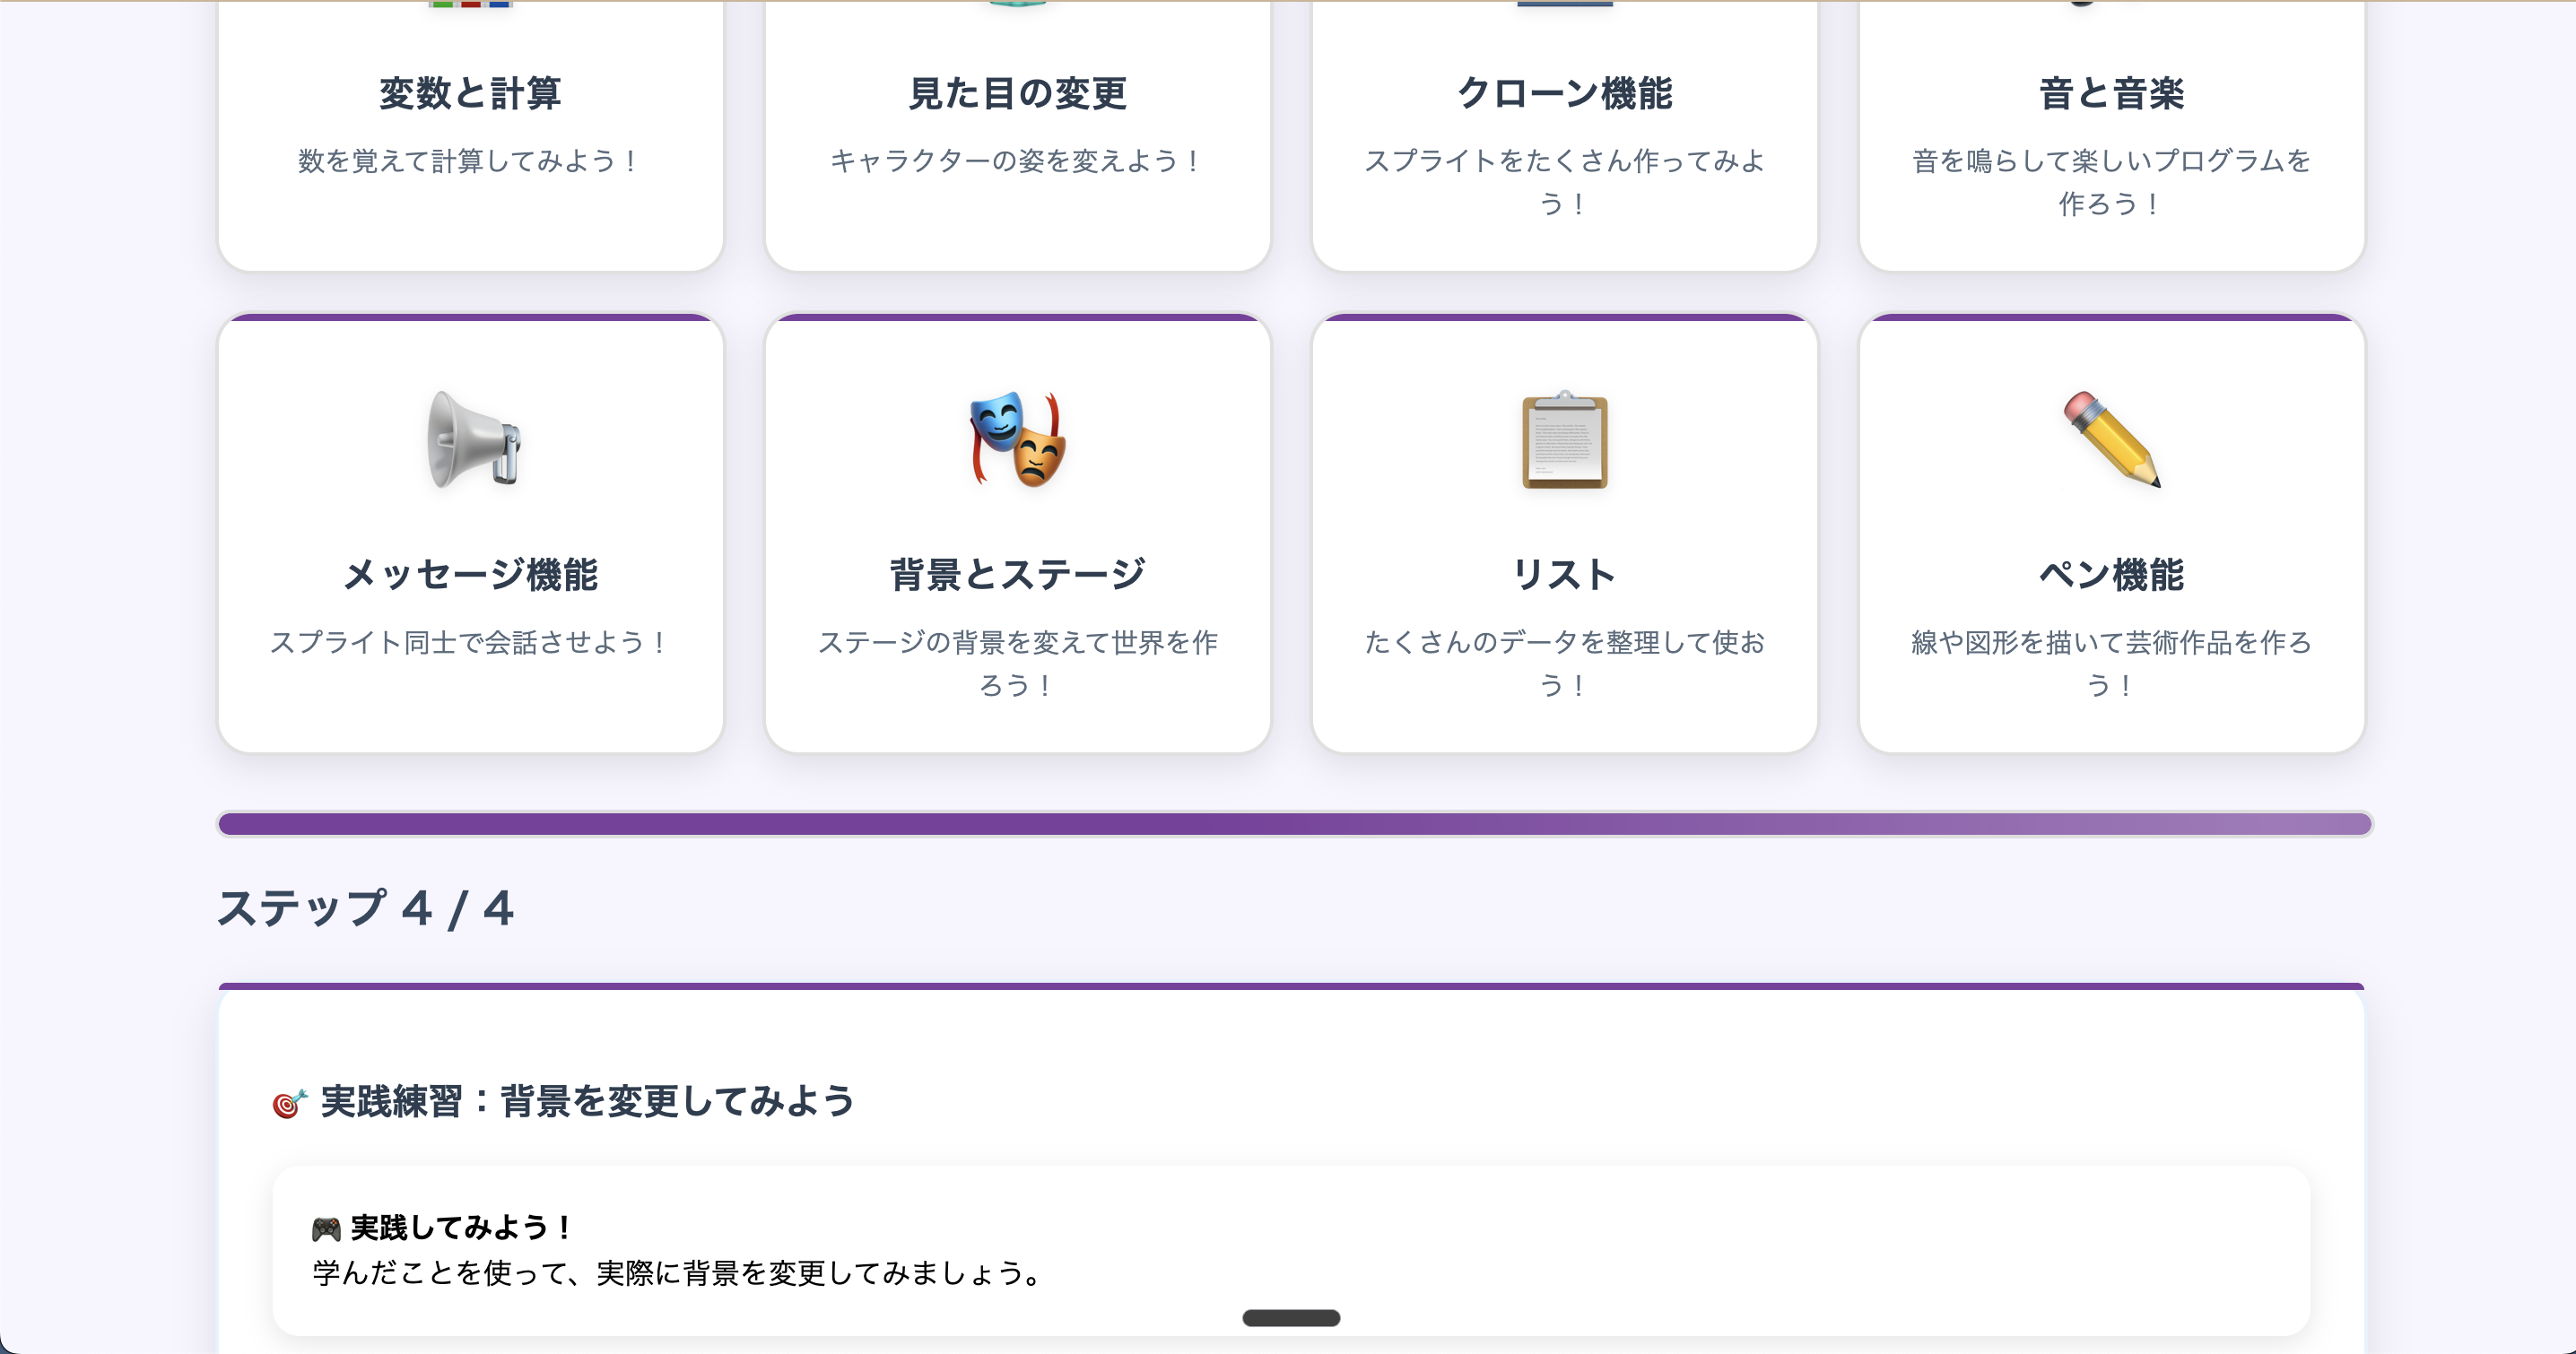 変数と計算
数を覚えて計算してみよう！
見た目の変更
キャラクターの姿を変えよう！
クローン機能
スプライトをたくさん作ってみよ
う！
音と音楽
音を鳴らして楽しいプログラムを
作ろう！
メッセージ機能
スプライト同士で会話させよう！
背景とステージ
ステージの背景を変えて世界を作
ろう！
リスト
たくさんのデータを整理して使お
う！
ペン機能
線や図形を描いて芸術作品を作ろ
う！
ステップ 4 / 4
実践練習：背景を変更してみよう
実践してみよう！
学んだことを使って、実際に背景を変更してみましょう。